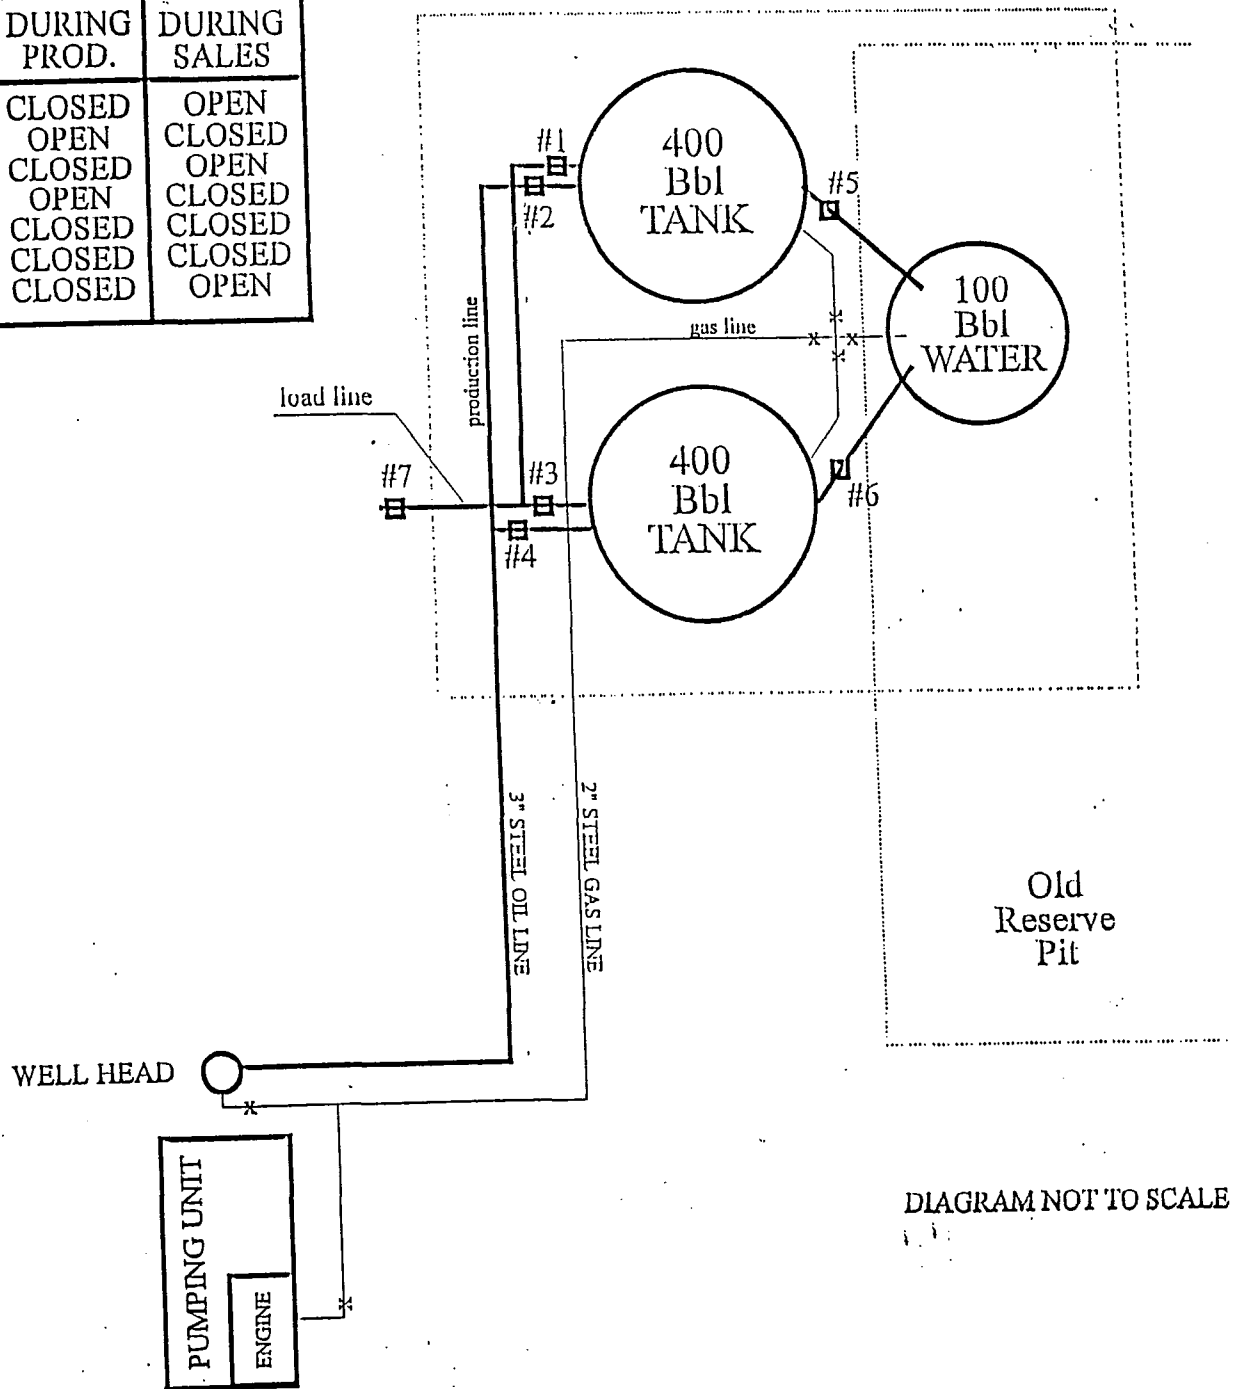 DURING DURING
PROD. SALES
CLOSED OPEN
OPEN CLOSED
CLOSED OPEN
OPEN CLOSED
CLOSED CLOSED
CLOSED CLOSED
CLOSED OPEN
#1
#2
400
Bbl
TANK
#5
100
Bbl
WATER
gas line
production line
load line
#7
#3
#4
400
Bbl
TANK
#6
3" STEEL OIL LINE
2" STEEL GAS LINE
Old
Reserve
Pit
WELL HEAD
PUMPING UNIT
ENGINE
DIAGRAM NOT TO SCALE